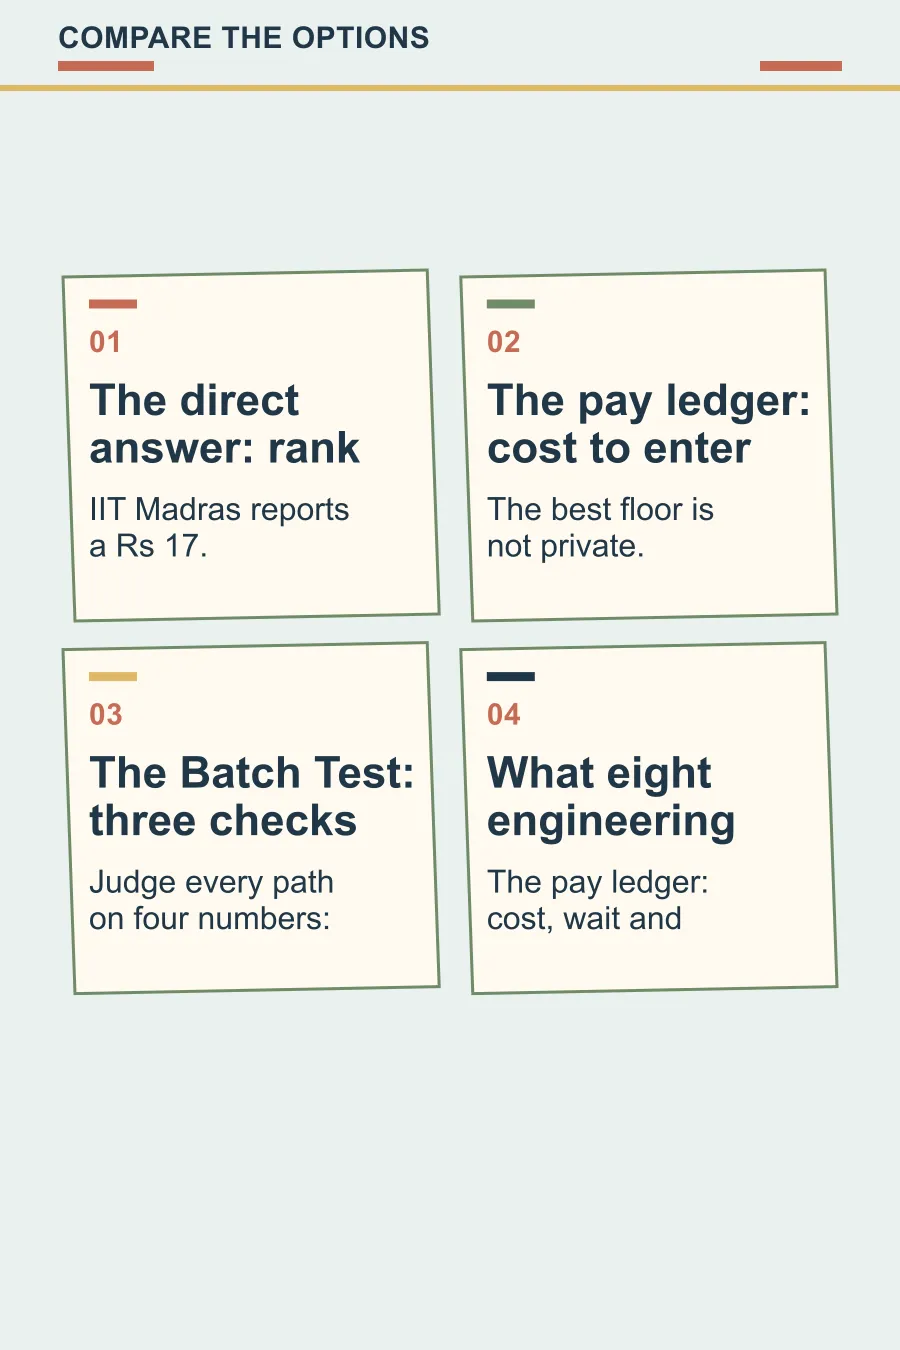 COMPARE THE OPTIONS
01
The direct
answer: rank
IIT Madras reports
a Rs 17.
02
The pay ledger:
cost to enter
The best floor is
not private.
03
The Batch Test:
three checks
Judge every path
on four numbers:
04
What eight
engineering
The pay ledger:
cost, wait and